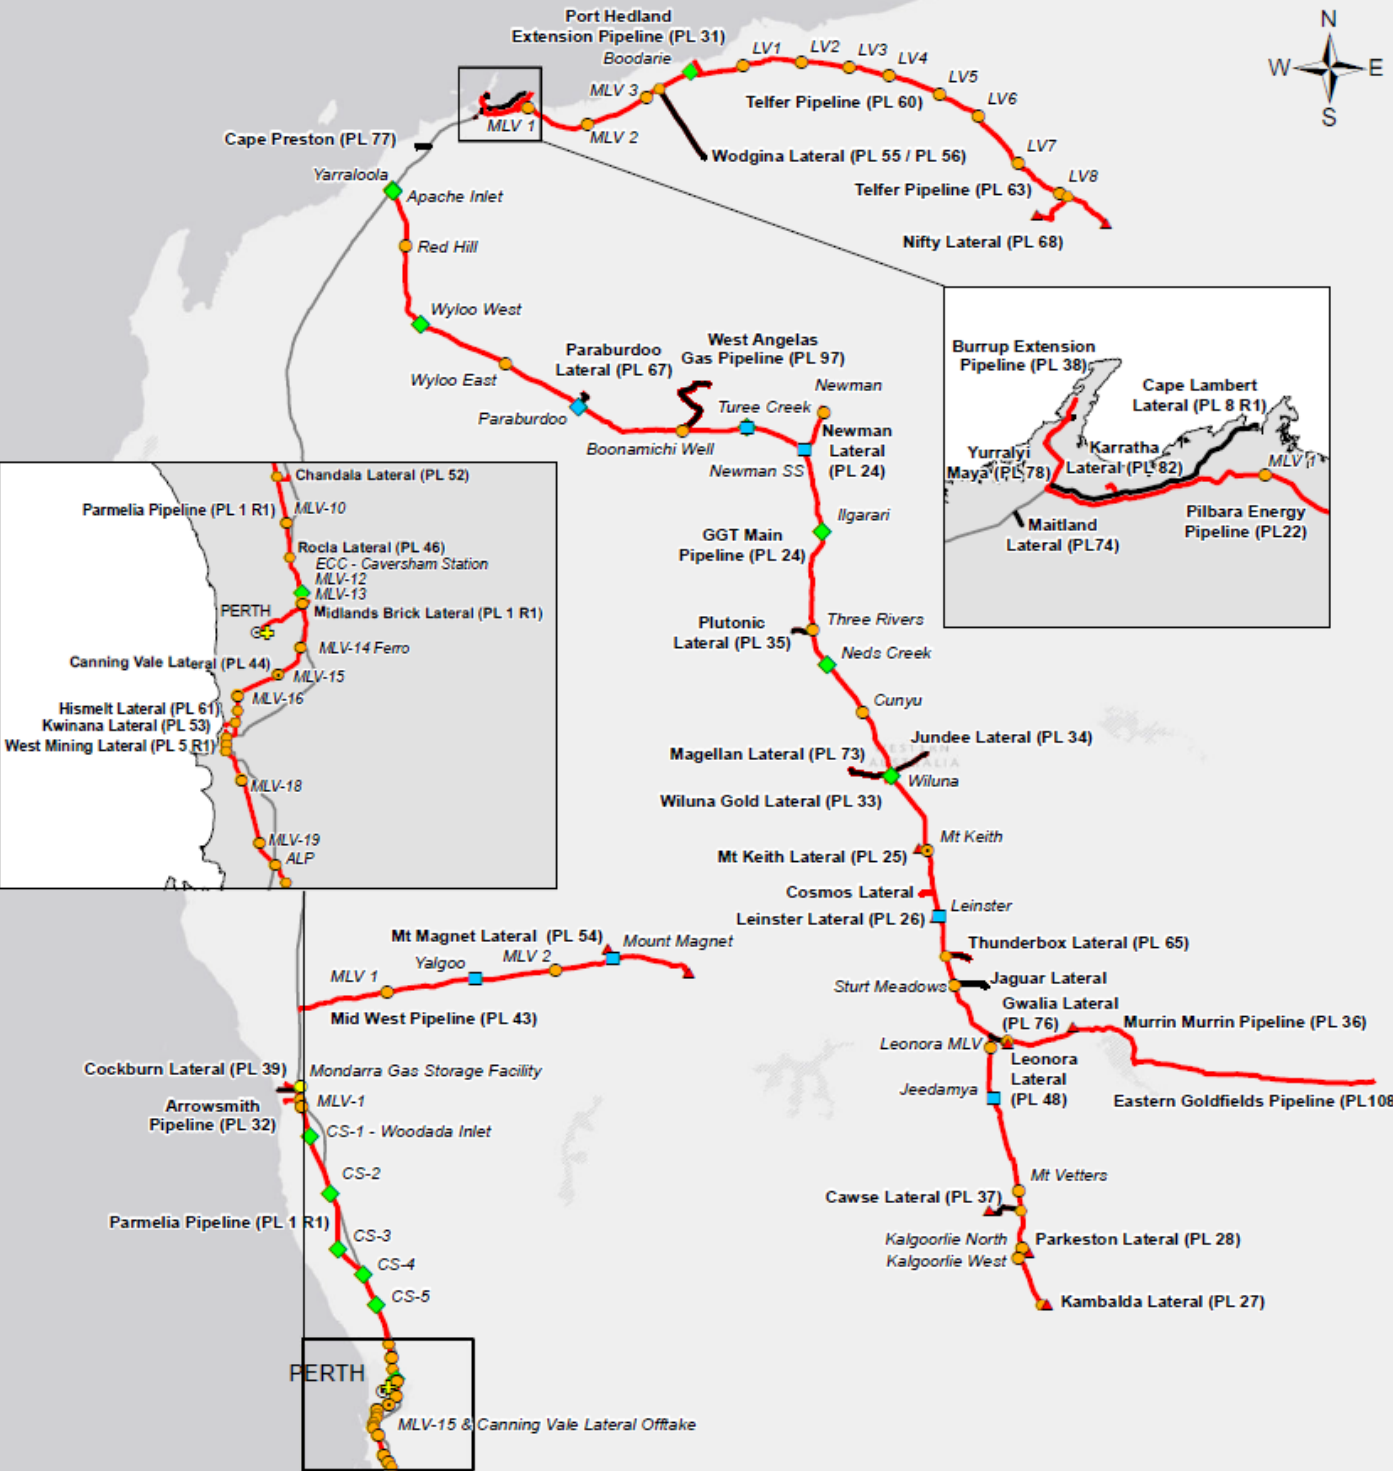 Port Hedland
Extension Pipeline (PL 31)
Boodarie
LV1
LV2
LV3
LV4
LV5
LV6
LV7
LV8
N
W
E
S
MLV 3
MLV 2
MLV 1
Telfer Pipeline (PL 60)
Cape Preston (PL 77)
Wodgina Lateral (PL 55 / PL 56)
Telfer Pipeline (PL 63)
Nifty Lateral (PL 68)
Yarraloola
Apache Inlet
Red Hill
Wyloo West
Wyloo East
Paraburdoo
Lateral (PL 67)
Paraburdoo
West Angelas
Gas Pipeline (PL 97)
Turee Creek
Boonamichi Well
Newman
Newman SS
Newman
Lateral
(PL 24)
Burrup Extension
Pipeline (PL 38)
Cape Lambert
Lateral (PL 8 R1)
Yurralyi
Maya (PL 78)
Karratha
Lateral (PL 82)
MLV 1
Maitland
Lateral (PL74)
Pilbara Energy
Pipeline (PL22)
Ilgarari
GGT Main
Pipeline (PL 24)
Three Rivers
Plutonic
Lateral (PL 35)
Neds Creek
Cunyu
Jundee Lateral (PL 34)
WESTERN
AUSTRALIA
Magellan Lateral (PL 73)
Wiluna
Wiluna Gold Lateral (PL 33)
Mt Keith
Mt Keith Lateral (PL 25)
Cosmos Lateral
Leinster
Leinster Lateral (PL 26)
Thunderbox Lateral (PL 65)
Jaguar Lateral
Sturt Meadows
Gwalia Lateral
(PL 76)
Murrin Murrin Pipeline (PL 36)
Leonora MLV
Leonora
Lateral
(PL 48)
Jeedamya
Eastern Goldfields Pipeline (PL108
Mt Vetters
Cawse Lateral (PL 37)
Kalgoorlie North
Parkeston Lateral (PL 28)
Kalgoorlie West
Kambalda Lateral (PL 27)
Chandala Lateral (PL 52)
Parmelia Pipeline (PL 1 R1)
MLV-10
Rocla Lateral (PL 46)
ECC - Caversham Station
MLV-12
MLV-13
PERTH
Midlands Brick Lateral (PL 1 R1)
MLV-14 Ferro
Canning Vale Lateral (PL 44)
MLV-15
MLV-16
Hismelt Lateral (PL 61)
Kwinana Lateral (PL 53)
West Mining Lateral (PL 5 R1)
MLV-18
MLV-19
ALP
Mt Magnet Lateral (PL 54)
Mount Magnet
MLV 2
Yalgoo
MLV 1
Mid West Pipeline (PL 43)
Cockburn Lateral (PL 39)
Mondarra Gas Storage Facility
MLV-1
Arrowsmith
Pipeline (PL 32)
CS-1 - Woodada Inlet
CS-2
Parmelia Pipeline (PL 1 R1)
CS-3
CS-4
CS-5
PERTH
MLV-15 & Canning Vale Lateral Offtake